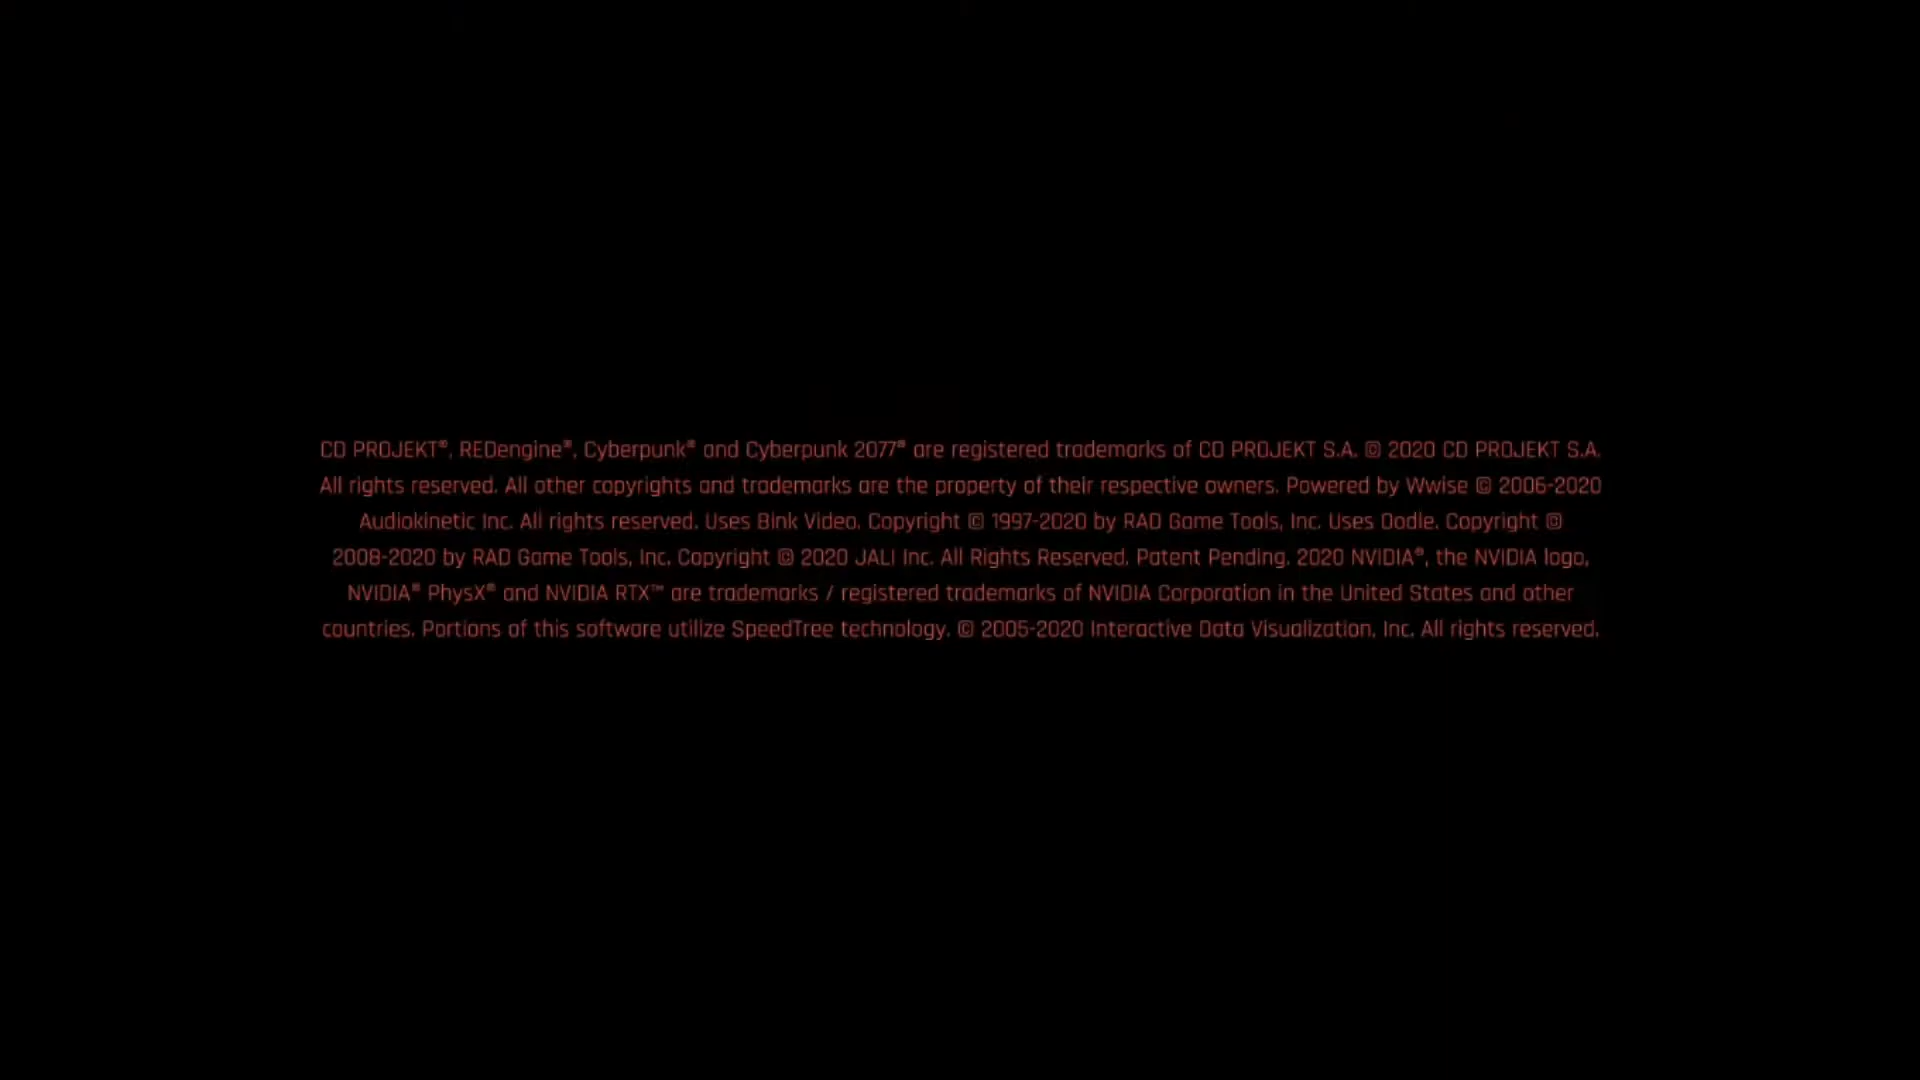 CD PROJEKT®, REDengine®, Cyberpunk® and Cyberpunk 2077® are registered trademarks of CD PROJEKT S.A. © 2020 CD PROJEKT S.A.
All rights reserved. All other copyrights and trademarks are the property of their respective owners. Powered by Wwise © 2006-2020
Audiokinetic Inc. All rights reserved. Uses Bink Video. Copyright © 1997-2020 by RAD Game Tools, Inc. Uses Oodle. Copyright ©
2008-2020 by RAD Game Tools, Inc. Copyright © 2020 JALI Inc. All Rights Reserved. Patent Pending. 2020 NVIDIA®, the NVIDIA logo,
NVIDIA® PhysX® and NVIDIA RTX™ are trademarks / registered trademarks of NVIDIA Corporation in the United States and other
countries. Portions of this software utilize SpeedTree technology. © 2005-2020 Interactive Data Visualization, Inc. All rights reserved.